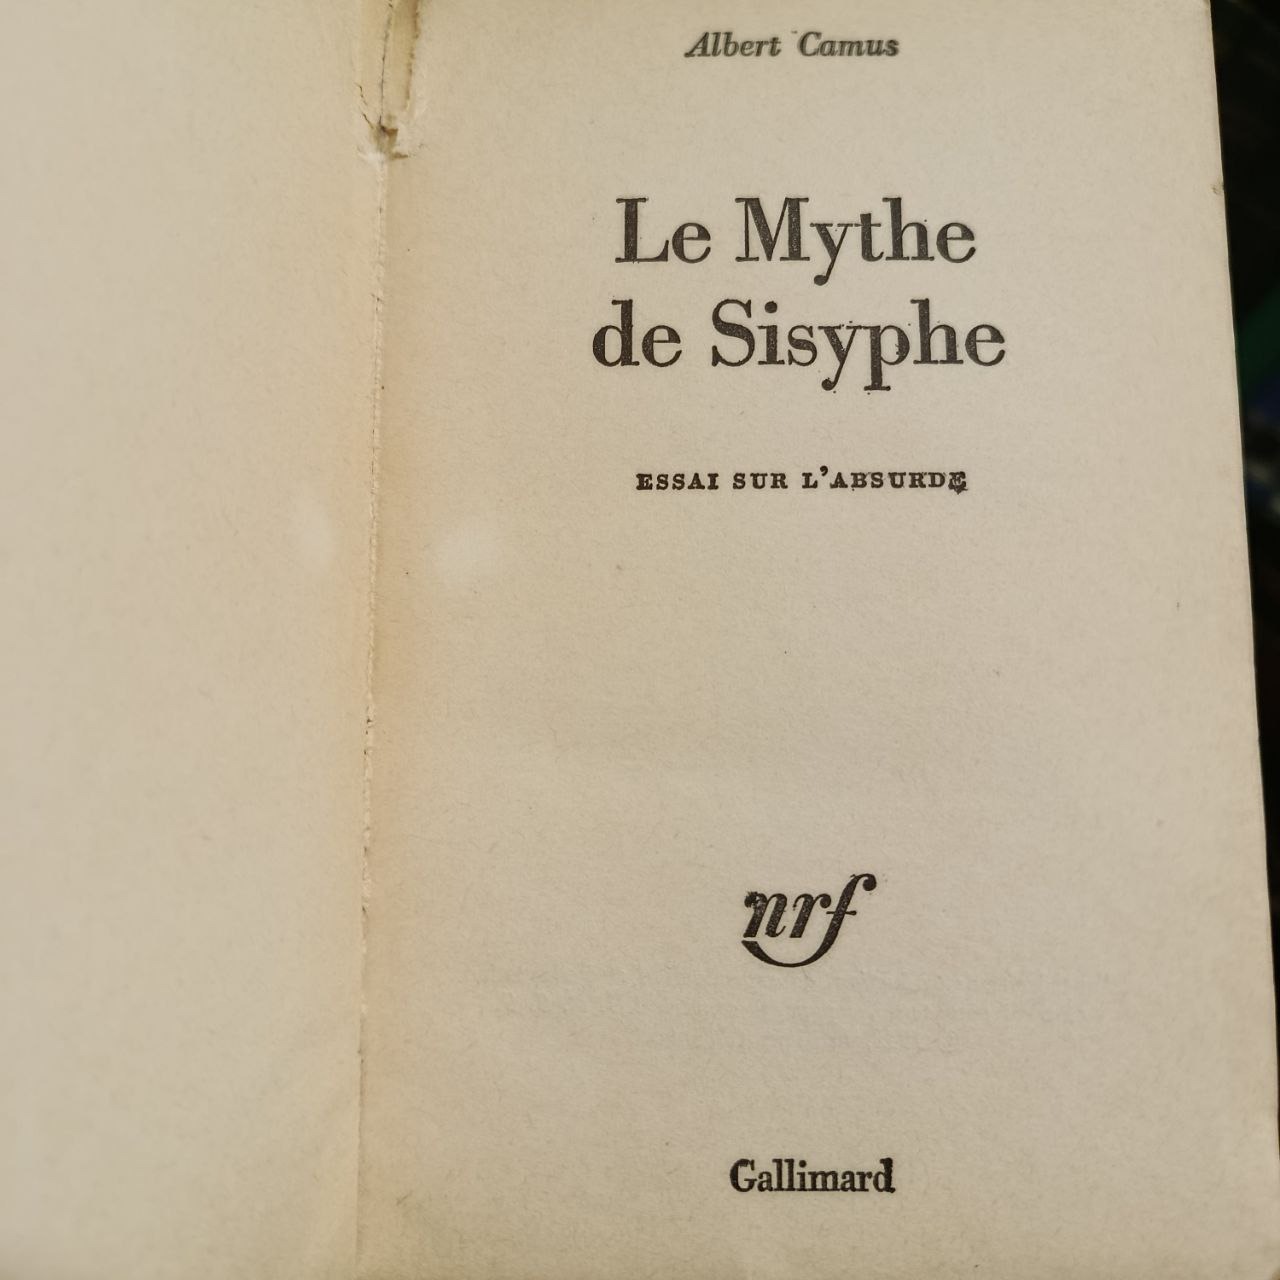 Albert Camus
Le Mythe
de Sisyphe
ESSAI SUR L'ABSURDE
nrf
Gallimard